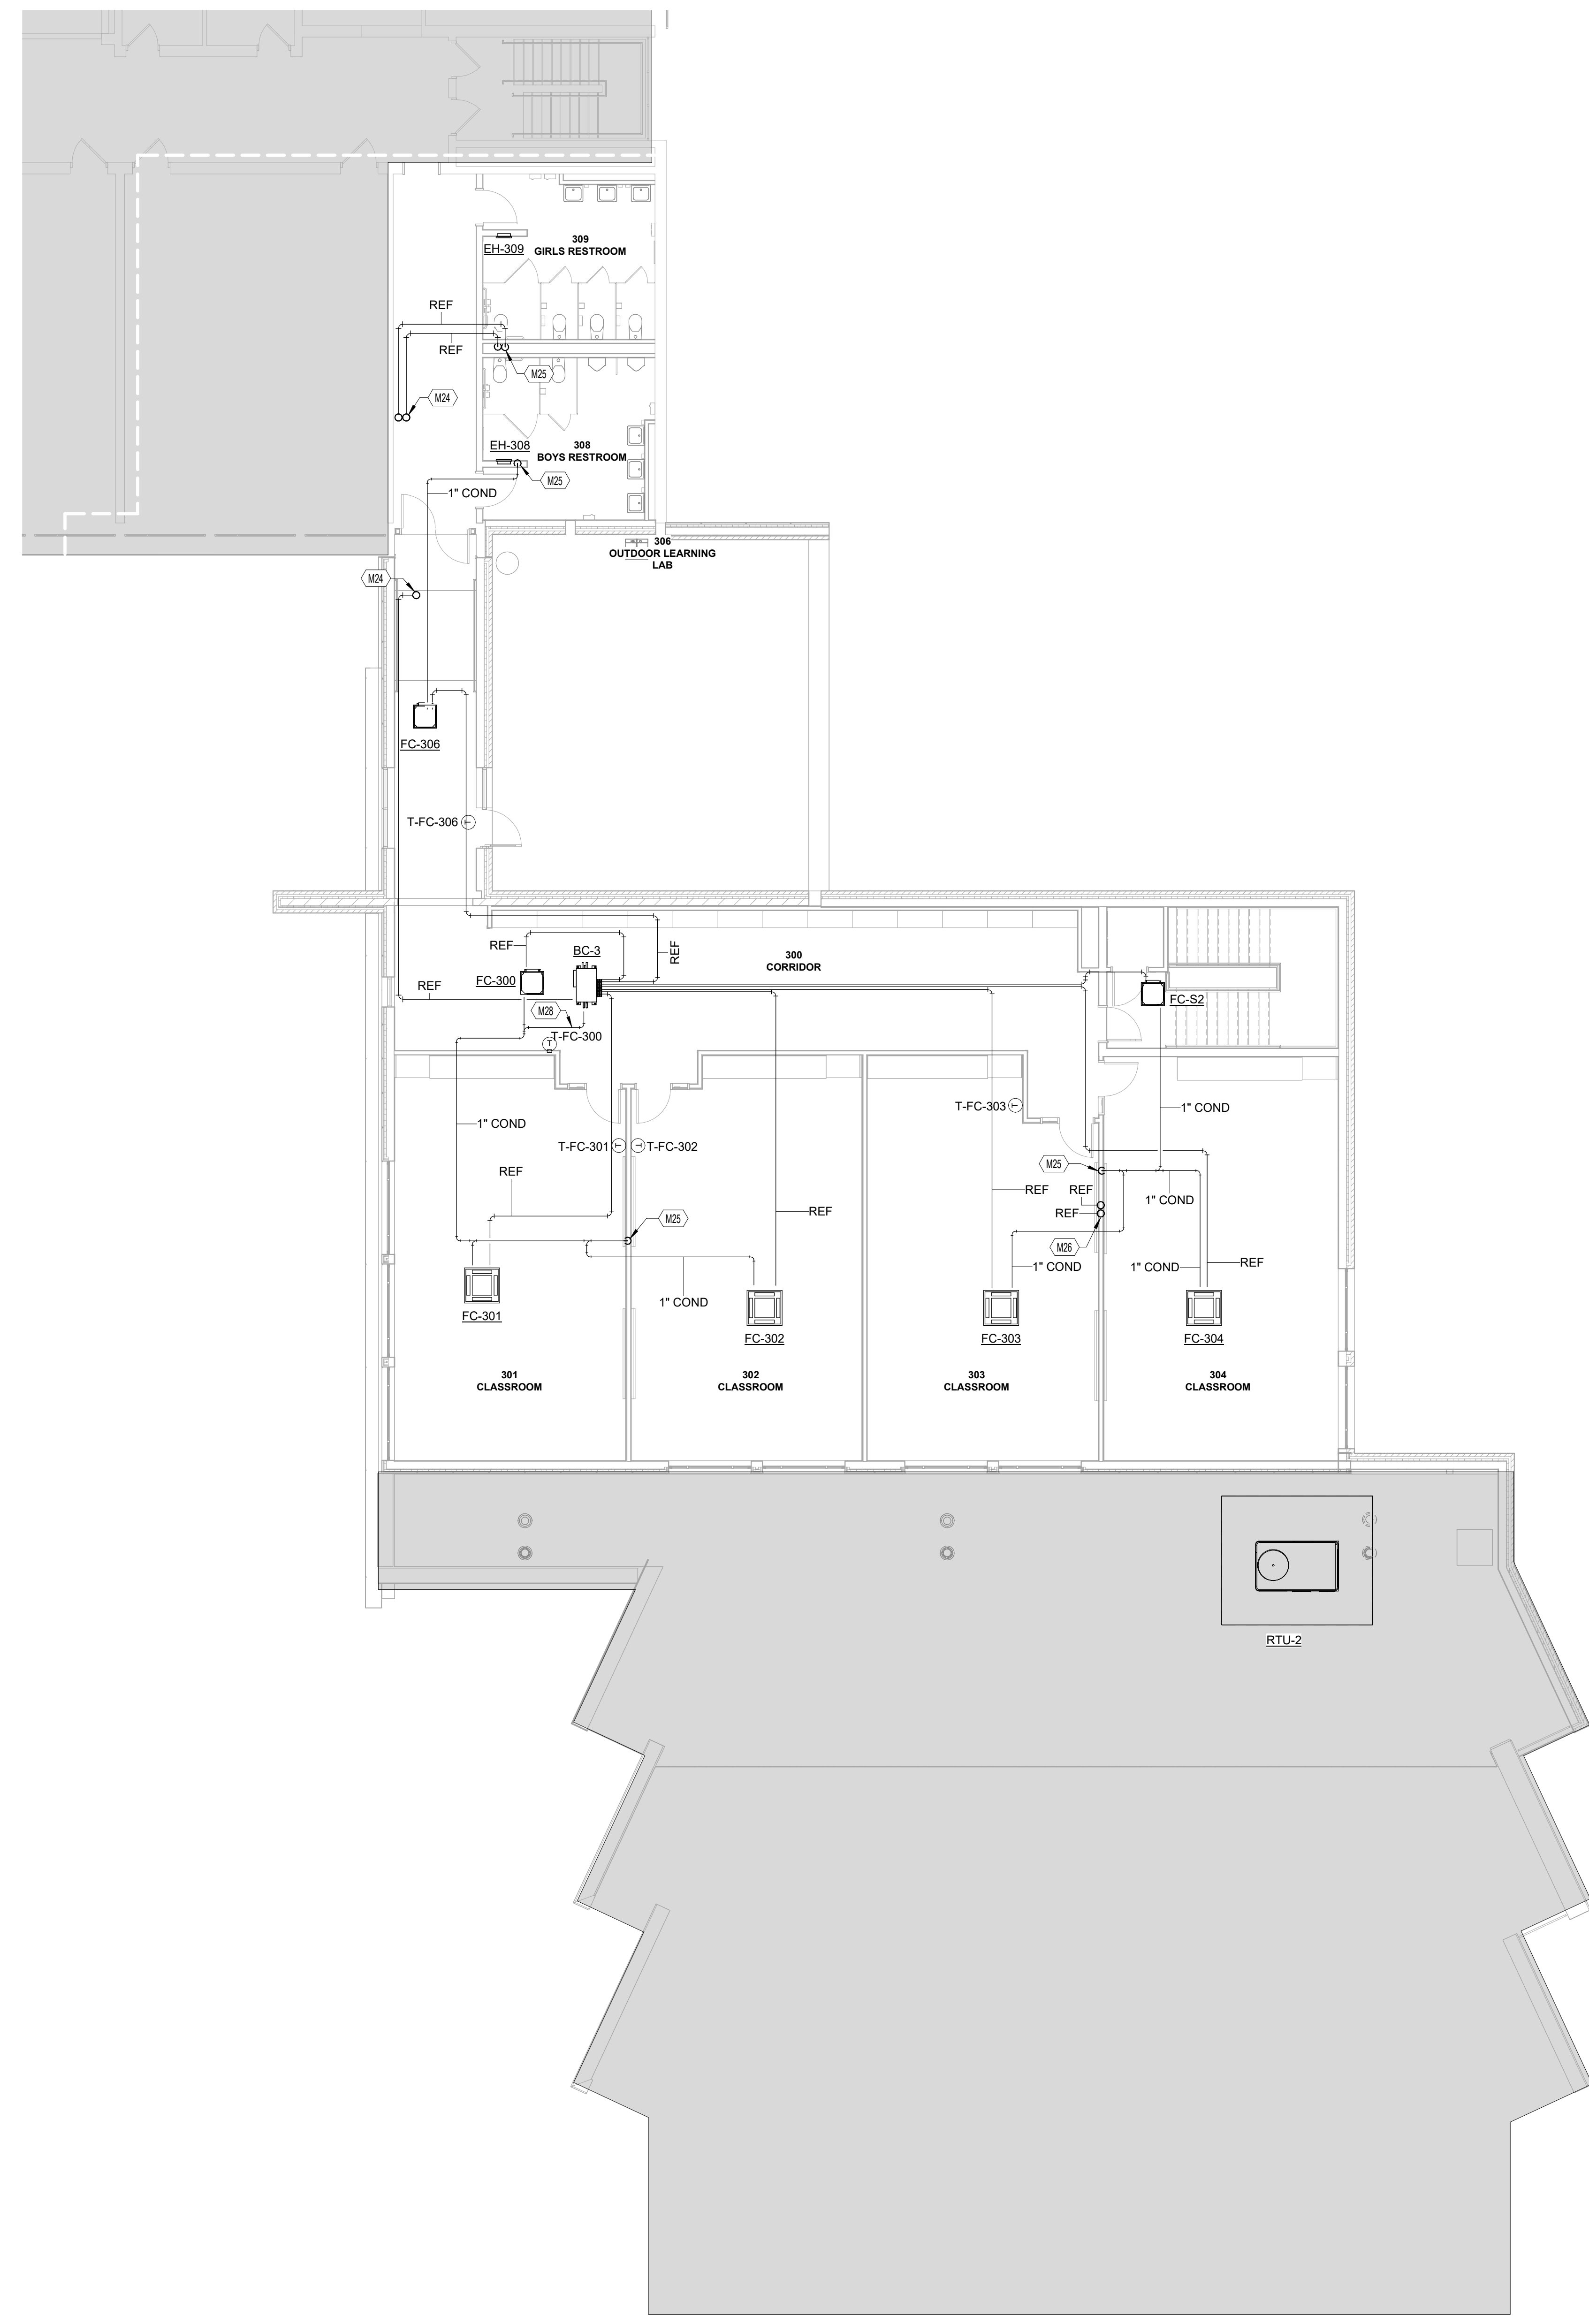 309
GIRLS RESTROOM
EH-309
REF
REF
M25
M24
EH-308
308
BOYS RESTROOM
M25
1" COND
306
OUTDOOR LEARNING
LAB
M24
FC-306
T-FC-306 T
REF
BC-3
REF
300
CORRIDOR
FC-300
REF
FC-S2
M28
T-FC-300
T
T-FC-303 T
1" COND
1" COND
T-FC-301 T
T T-FC-302
M25
REF
REF
REF
1" COND
REF
REF
M25
M26
REF
1" COND
1" COND
REF
1" COND
FC-301
FC-302
FC-303
FC-304
301
CLASSROOM
302
CLASSROOM
303
CLASSROOM
304
CLASSROOM
RTU-2